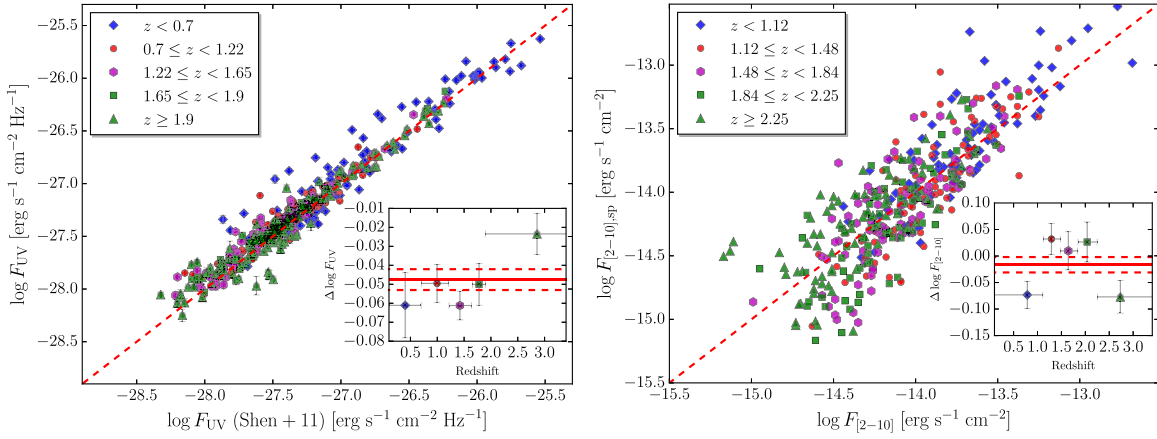 z < 0.7
0.7 ≤ z < 1.22
1.22 ≤ z < 1.65
1.65 ≤ z < 1.9
z ≥ 1.9
log F_UV [erg s⁻¹ cm⁻² Hz⁻¹]
−25.5
−26.0
−26.5
−27.0
−27.5
−28.0
−28.5
−28.5
−28.0
−27.5
−27.0
−26.5
−26.0
−25.5
log F_UV (Shen + 11) [erg s⁻¹ cm⁻² Hz⁻¹]
Δ log F_UV
−0.01
−0.02
−0.03
−0.04
−0.05
−0.06
−0.07
−0.08
0.5 1.0 1.5 2.0 2.5 3.0
Redshift
z < 1.12
1.12 ≤ z < 1.48
1.48 ≤ z < 1.84
1.84 ≤ z < 2.25
z ≥ 2.25
log F_[2−10],sp [erg s⁻¹ cm⁻²]
−13.0
−13.5
−14.0
−14.5
−15.0
−15.5
−15.5
−15.0
−14.5
−14.0
−13.5
−13.0
log F_[2−10] [erg s⁻¹ cm⁻²]
Δ log F_[2−10]
0.10
0.05
0.00
−0.05
−0.10
−0.15
0.5 1.0 1.5 2.0 2.5 3.0
Redshift